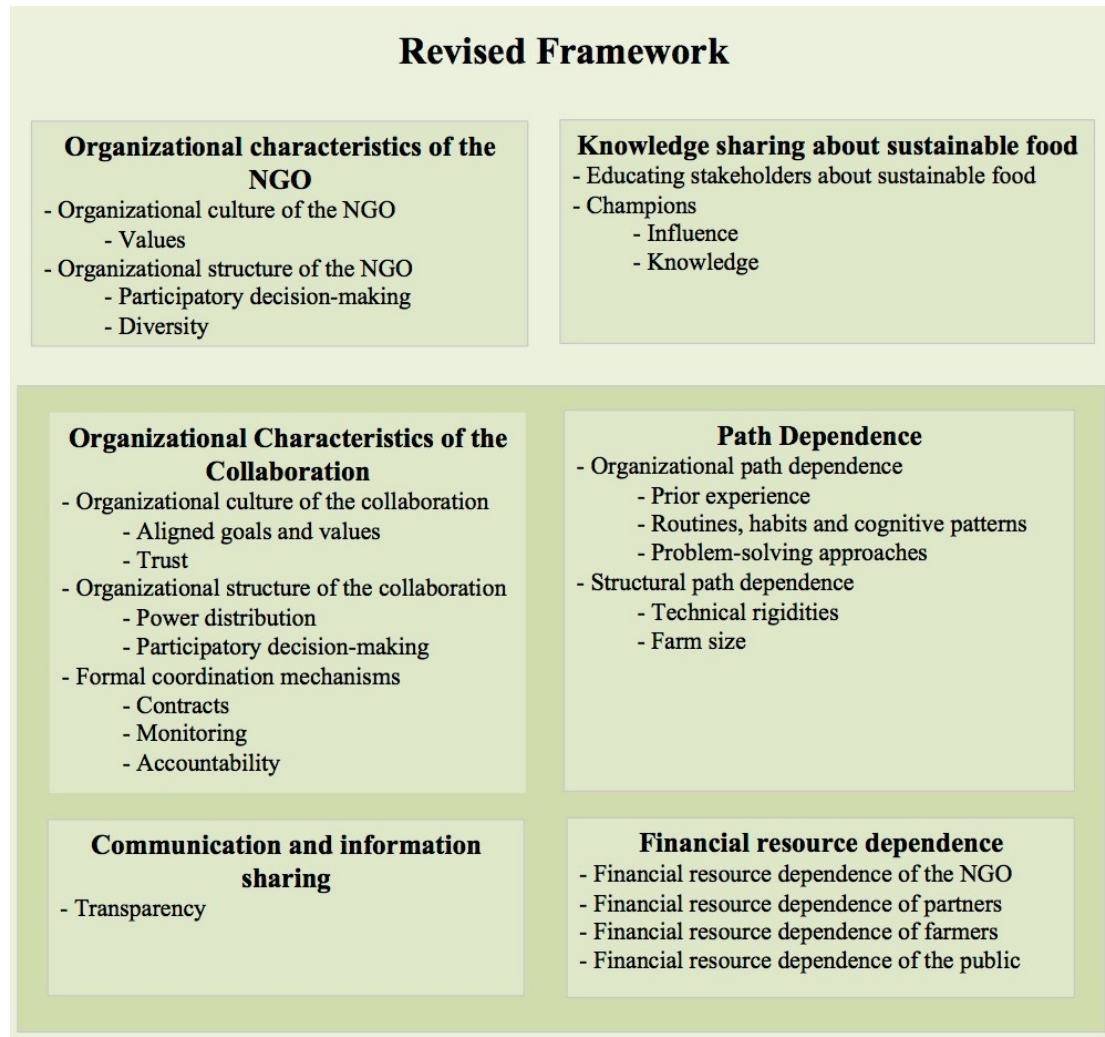 Revised Framework
Organizational characteristics of the
NGO
- Organizational culture of the NGO
- Values
- Organizational structure of the NGO
- Participatory decision-making
- Diversity
Knowledge sharing about sustainable food
- Educating stakeholders about sustainable food
- Champions
- Influence
- Knowledge
Organizational Characteristics of the
Collaboration
- Organizational culture of the collaboration
- Aligned goals and values
- Trust
- Organizational structure of the collaboration
- Power distribution
- Participatory decision-making
- Formal coordination mechanisms
- Contracts
- Monitoring
- Accountability
Path Dependence
- Organizational path dependence
- Prior experience
- Routines, habits and cognitive patterns
- Problem-solving approaches
- Structural path dependence
- Technical rigidities
- Farm size
Communication and information
sharing
- Transparency
Financial resource dependence
- Financial resource dependence of the NGO
- Financial resource dependence of partners
- Financial resource dependence of farmers
- Financial resource dependence of the public